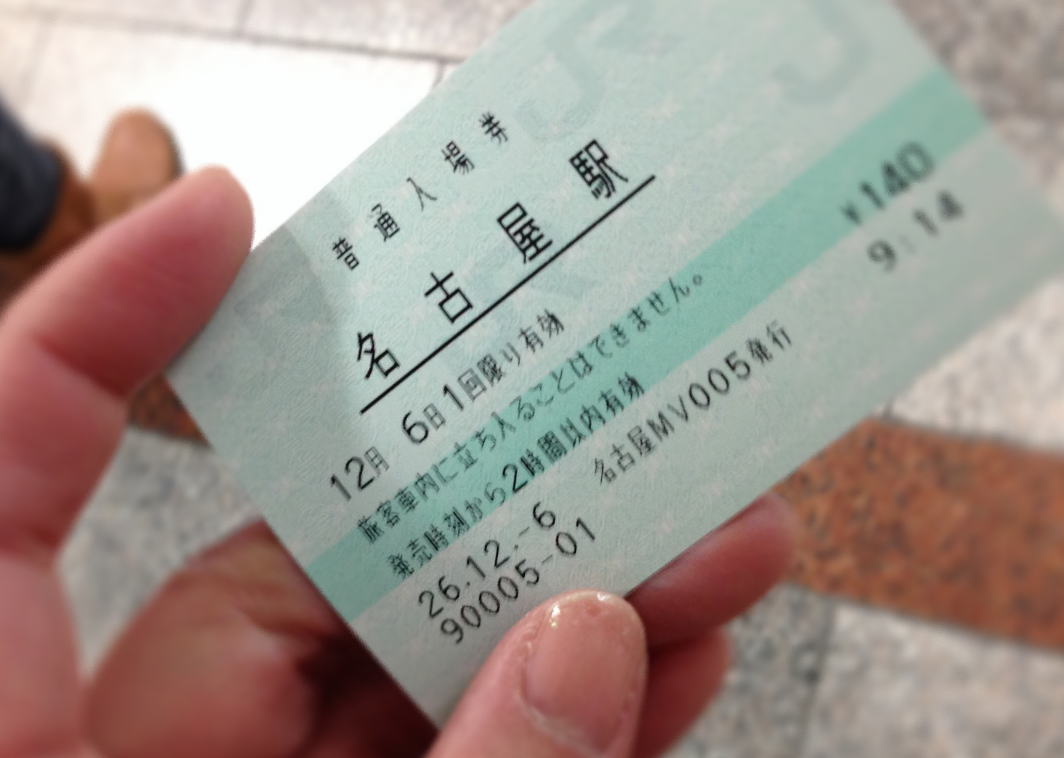 普通入場券
名古屋駅
12月 6日1回限り有効 ¥140
旅客車内に立ち入ることはできません。 9:14
発売時刻から2時間以内有効
26.12.-6 名古屋MV005発行
90005-01